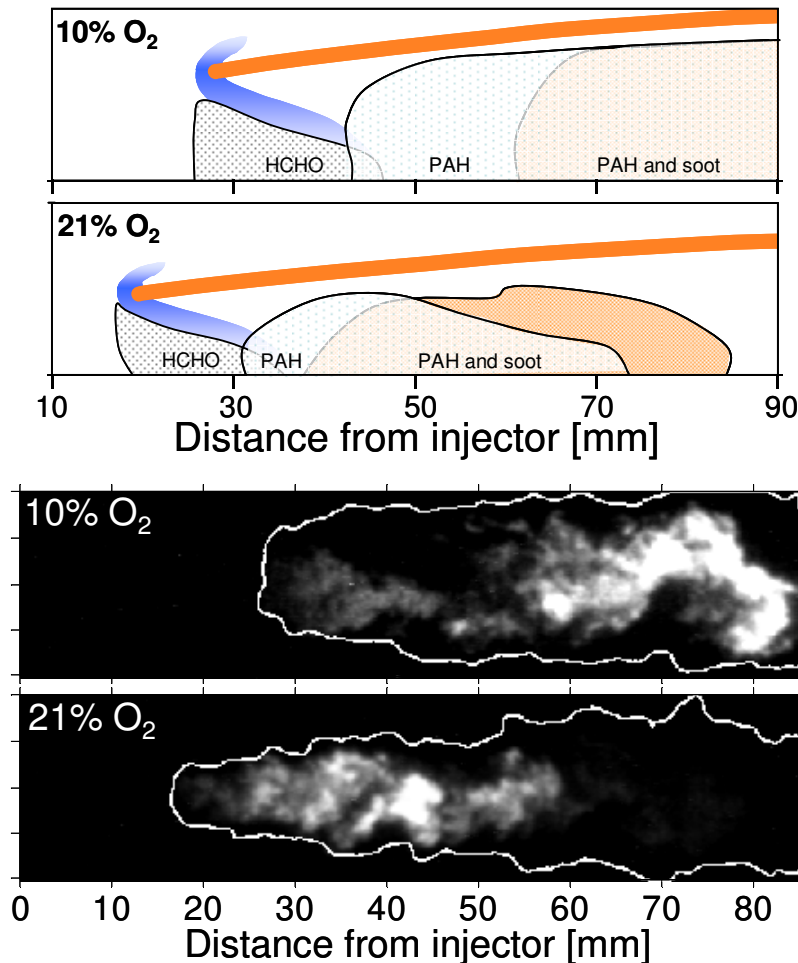 10% O₂
HCHO PAH PAH and soot
21% O₂
HCHO PAH PAH and soot
10 30 50 70 90
Distance from injector [mm]
10% O₂
21% O₂
0 10 20 30 40 50 60 70 80
Distance from injector [mm]